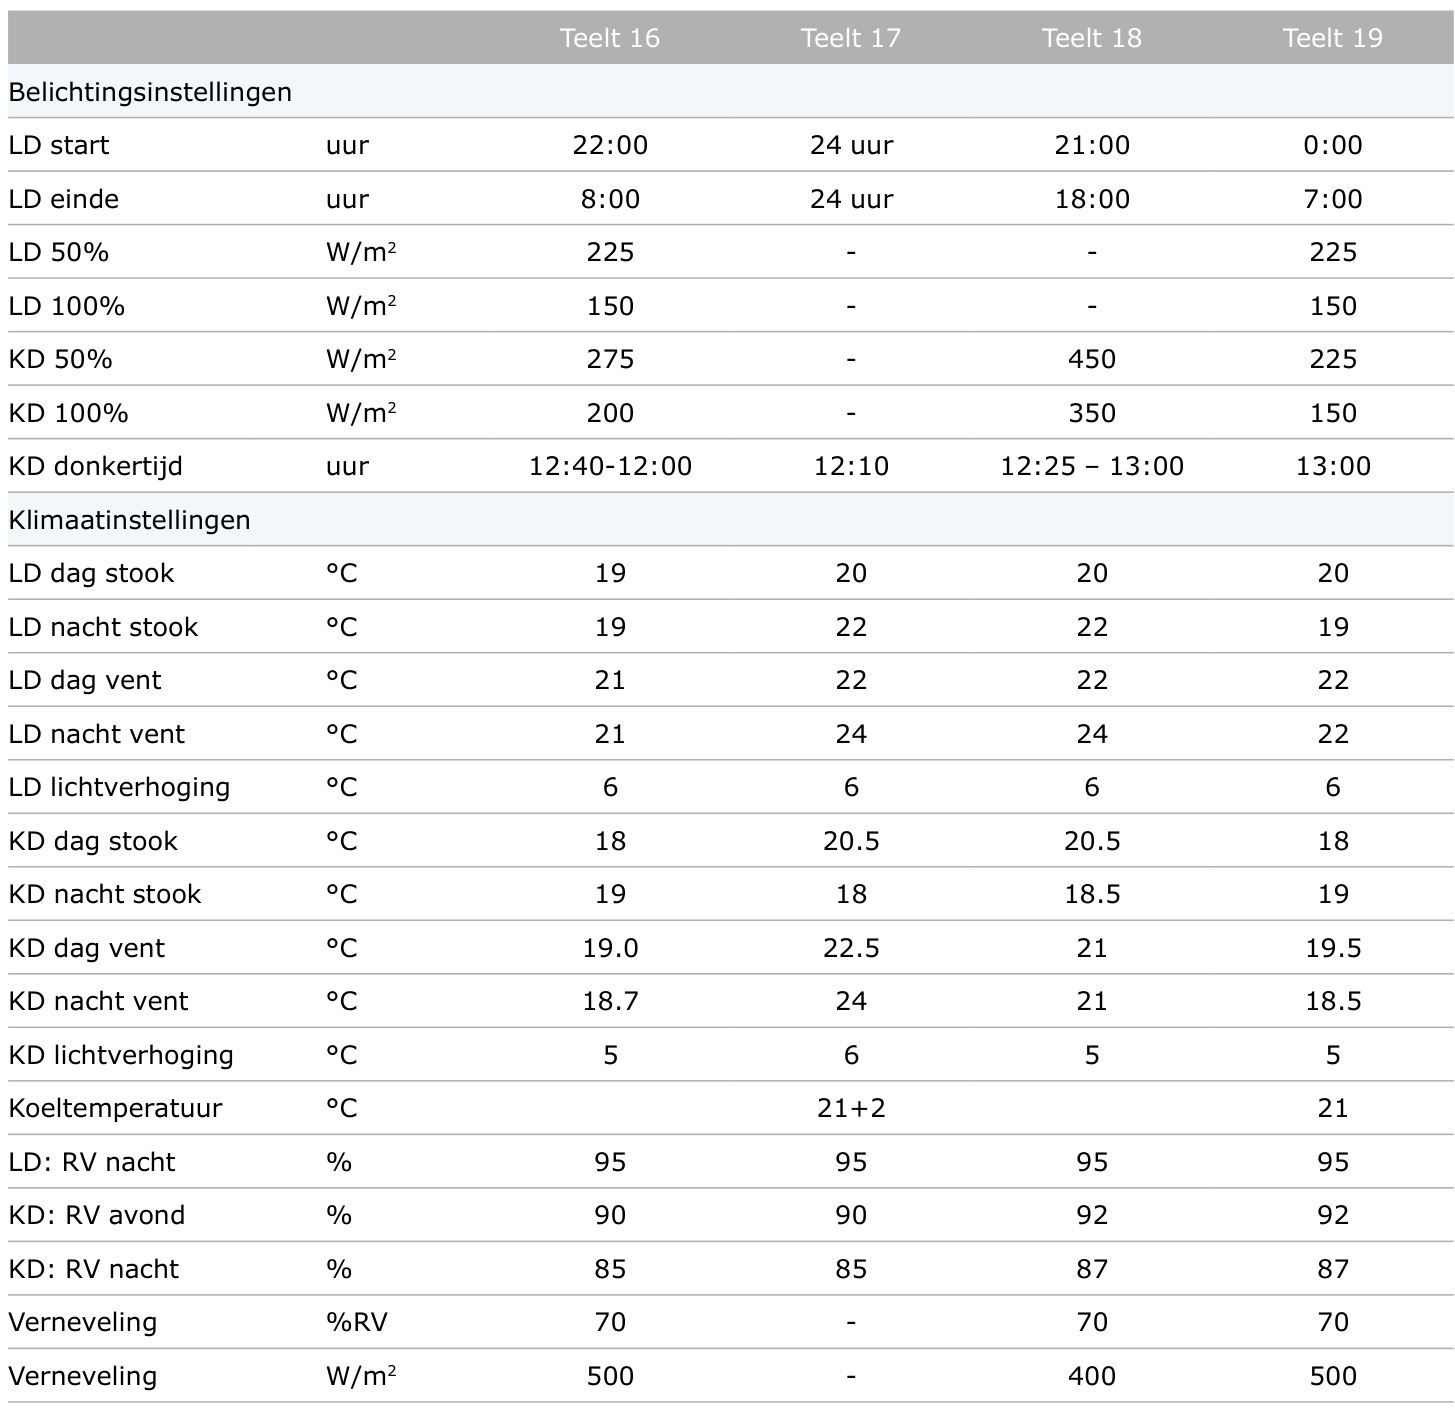 Teelt 16 Teelt 17 Teelt 18 Teelt 19
Belichtingsinstellingen
LD start uur 22:00 24 uur 21:00 0:00
LD einde uur 8:00 24 uur 18:00 7:00
LD 50% W/m² 225 - - 225
LD 100% W/m² 150 - - 150
KD 50% W/m² 275 - 450 225
KD 100% W/m² 200 - 350 150
KD donkertijd uur 12:40-12:00 12:10 12:25 – 13:00 13:00
Klimaatinstellingen
LD dag stook °C 19 20 20 20
LD nacht stook °C 19 22 22 19
LD dag vent °C 21 22 22 22
LD nacht vent °C 21 24 24 22
LD lichtverhoging °C 6 6 6 6
KD dag stook °C 18 20.5 20.5 18
KD nacht stook °C 19 18 18.5 19
KD dag vent °C 19.0 22.5 21 19.5
KD nacht vent °C 18.7 24 21 18.5
KD lichtverhoging °C 5 6 5 5
Koeltemperatuur °C 21+2 21
LD: RV nacht % 95 95 95 95
KD: RV avond % 90 90 92 92
KD: RV nacht % 85 85 87 87
Verneveling %RV 70 - 70 70
Verneveling W/m² 500 - 400 500